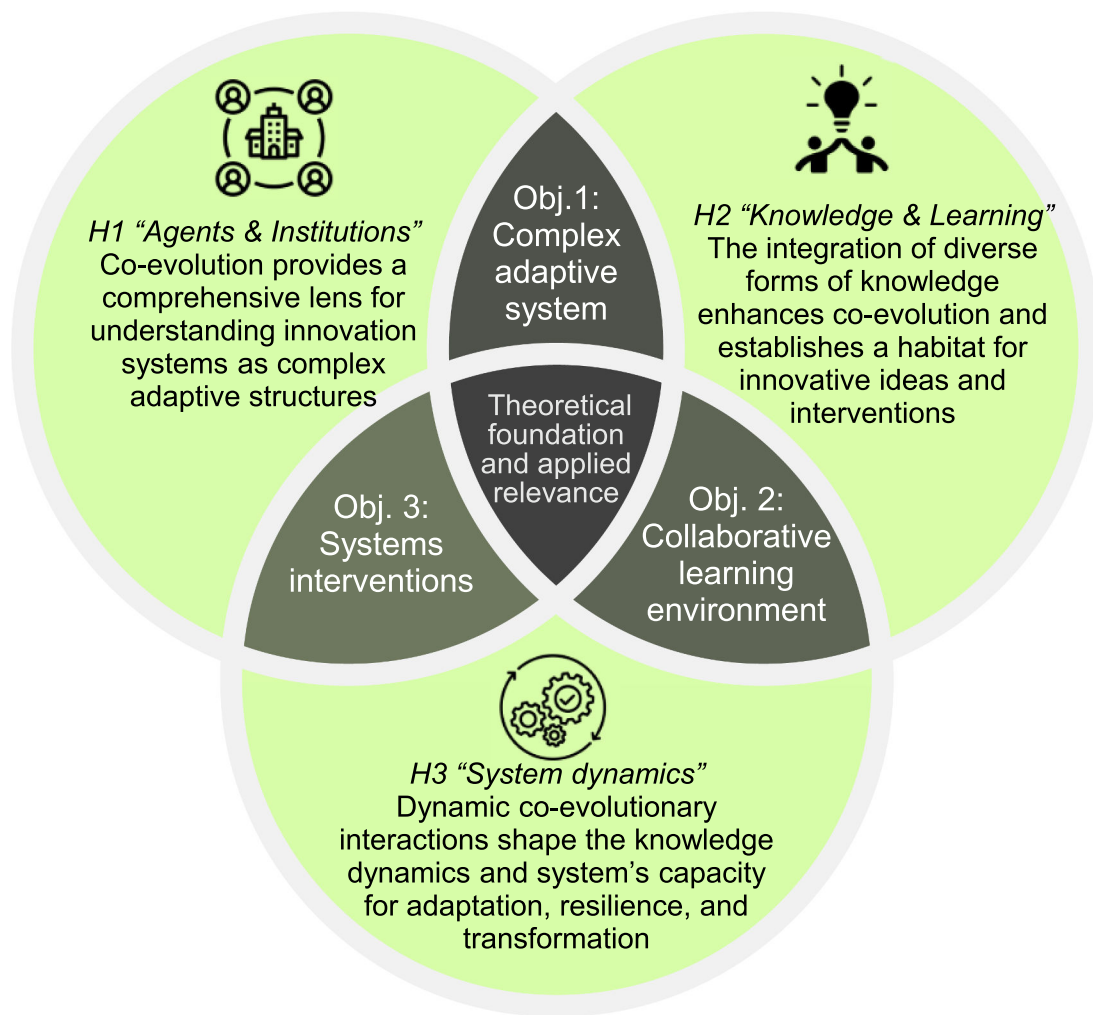 H1 “Agents & Institutions”
Co-evolution provides a
comprehensive lens for
understanding innovation
systems as complex
adaptive structures
Obj.1:
Complex
adaptive
system
H2 “Knowledge & Learning”
The integration of diverse
forms of knowledge
enhances co-evolution and
establishes a habitat for
innovative ideas and
interventions
Theoretical
foundation
and applied
relevance
Obj. 3:
Systems
interventions
Obj. 2:
Collaborative
learning
environment
H3 “System dynamics”
Dynamic co-evolutionary
interactions shape the knowledge
dynamics and system’s capacity
for adaptation, resilience, and
transformation